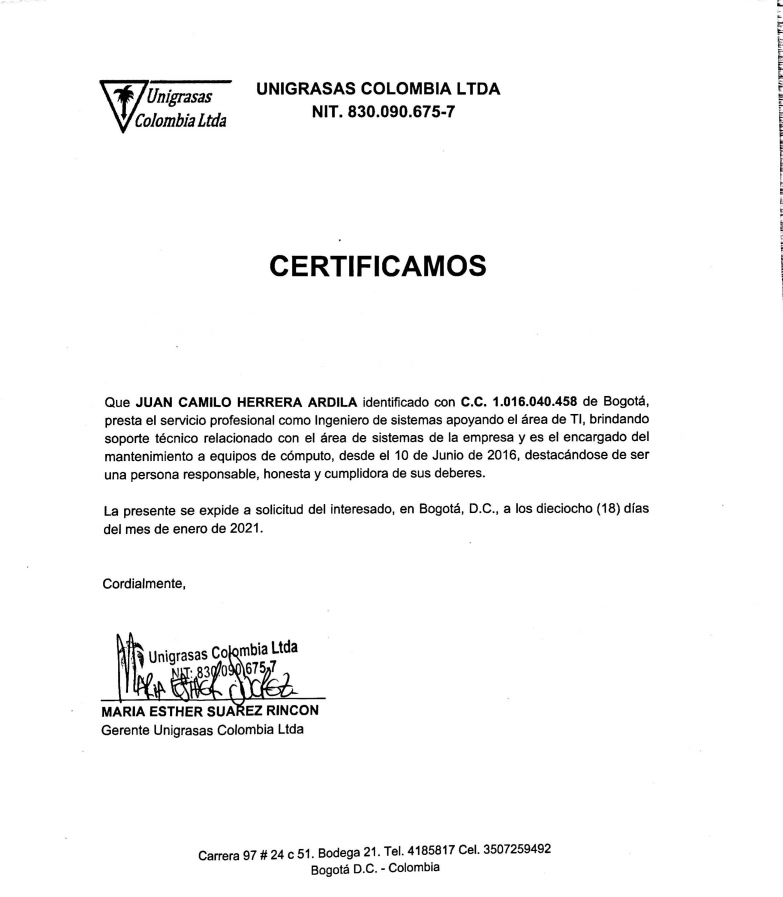 Unigrasas
Colombia Ltda
UNIGRASAS COLOMBIA LTDA
NIT. 830.090.675-7
CERTIFICAMOS
Que JUAN CAMILO HERRERA ARDILA identificado con C.C. 1.016.040.458 de Bogotá,
presta el servicio profesional como Ingeniero de sistemas apoyando el área de TI, brindando
soporte técnico relacionado con el área de sistemas de la empresa y es el encargado del
mantenimiento a equipos de cómputo, desde el 10 de Junio de 2016, destacándose de ser
una persona responsable, honesta y cumplidora de sus deberes.
La presente se expide a solicitud del interesado, en Bogotá, D.C., a los dieciocho (18) días
del mes de enero de 2021.
Cordialmente,
Unigrasas Colombia Ltda
NIT: 830.090.675-7
MARIA ESTHER SUAREZ RINCON
Gerente Unigrasas Colombia Ltda
Carrera 97 # 24 c 51. Bodega 21. Tel. 4185817 Cel. 3507259492
Bogotá D.C. - Colombia